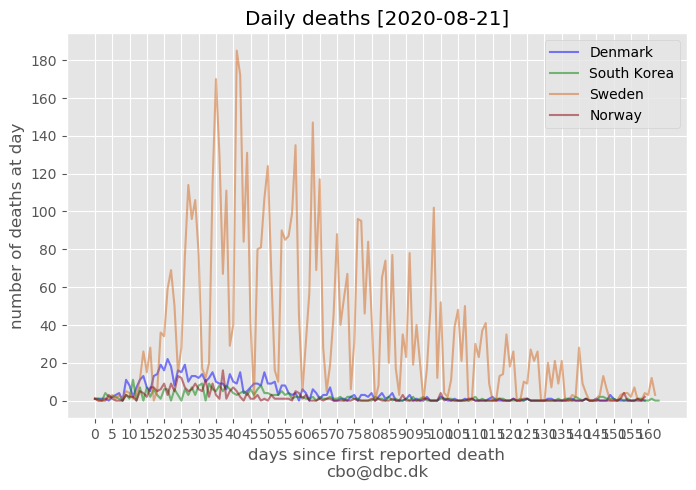 Daily deaths [2020-08-21]
Denmark
South Korea
Sweden
Norway
number of deaths at day
180
160
140
120
100
80
60
40
20
0
0 5 10 15 20 25 30 35 40 45 50 55 60 65 70 75 80 85 90 95 100 105 110 115 120 125 130 135 140 145 150 155 160
days since first reported death
cbo@dbc.dk